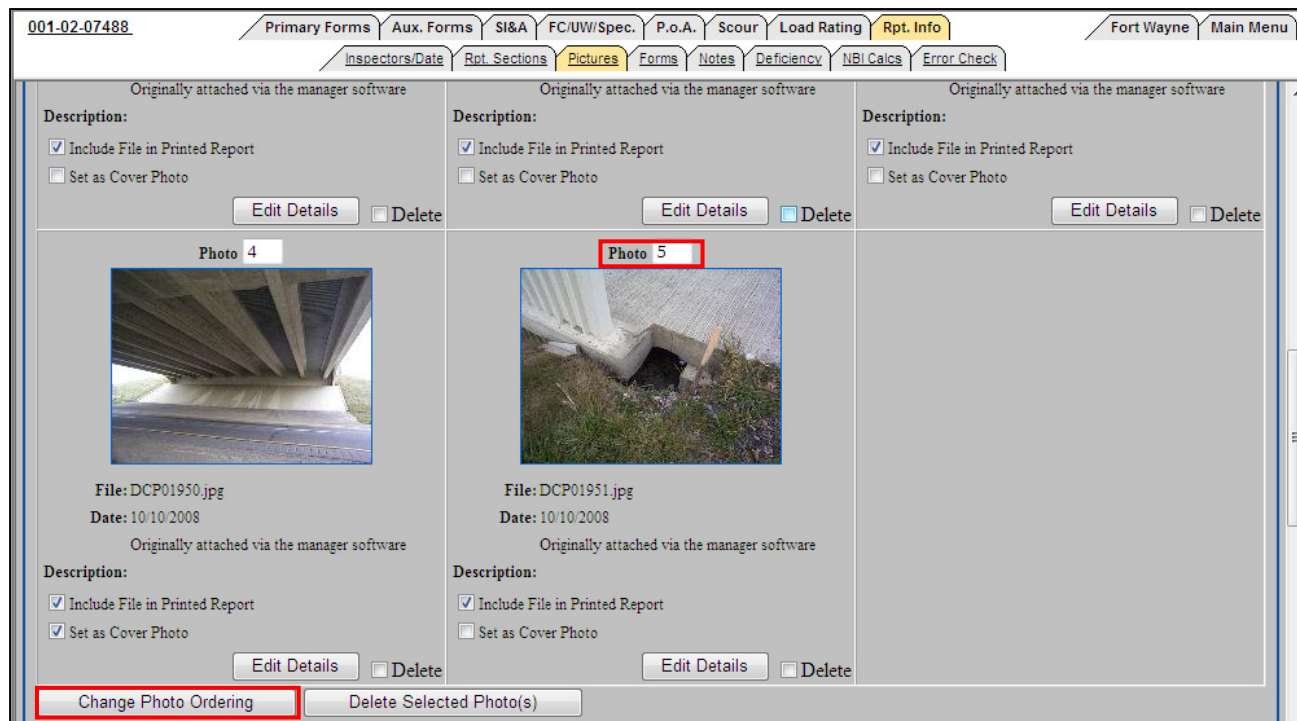 001-02-07488 Primary Forms Aux. Forms SI&A FC/UW/Spec. P.o.A. Scour Load Rating Rpt. Info Fort Wayne Main Menu
Inspectors/Date Rpt. Sections Pictures Forms Notes Deficiency NBI Calcs Error Check
Originally attached via the manager software Originally attached via the manager software Originally attached via the manager software
Description: Description: Description:
Include File in Printed Report Include File in Printed Report Include File in Printed Report
Set as Cover Photo Set as Cover Photo Set as Cover Photo
Edit Details Delete Edit Details Delete Edit Details Delete
Photo 4 Photo 5
File: DCP01950.jpg File: DCP01951.jpg
Date: 10/10/2008 Date: 10/10/2008
Originally attached via the manager software Originally attached via the manager software
Description: Description:
Include File in Printed Report Include File in Printed Report
Set as Cover Photo Set as Cover Photo
Edit Details Delete Edit Details Delete
Change Photo Ordering Delete Selected Photo(s)